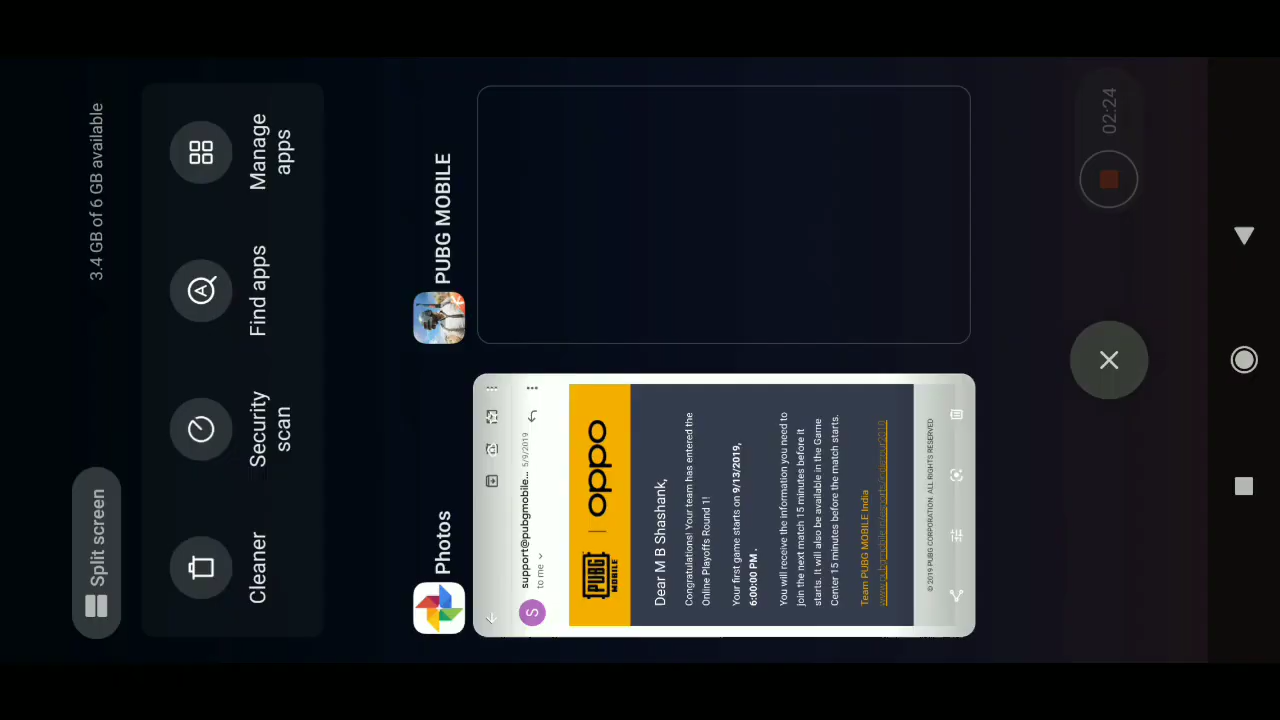 3.4 GB of 6 GB available
Split screen
Cleaner
Security
scan
Find apps
Manage
apps
Photos
PUBG MOBILE
support@pubgmobile... 5/9/2019
to me
S
PUBG
MOBILE
oppo
Dear M B Shashank,
Congratulations! Your team has entered the
Online Playoffs Round 1!
Your first game starts on 9/13/2019,
6:00:00 PM .
You will receive the information you need to
join the next match 15 minutes before it
starts. It will also be available in the Game
Center 15 minutes before the match starts.
Team PUBG MOBILE India
© 2019 PUBG CORPORATION. ALL RIGHTS RESERVED
02:24